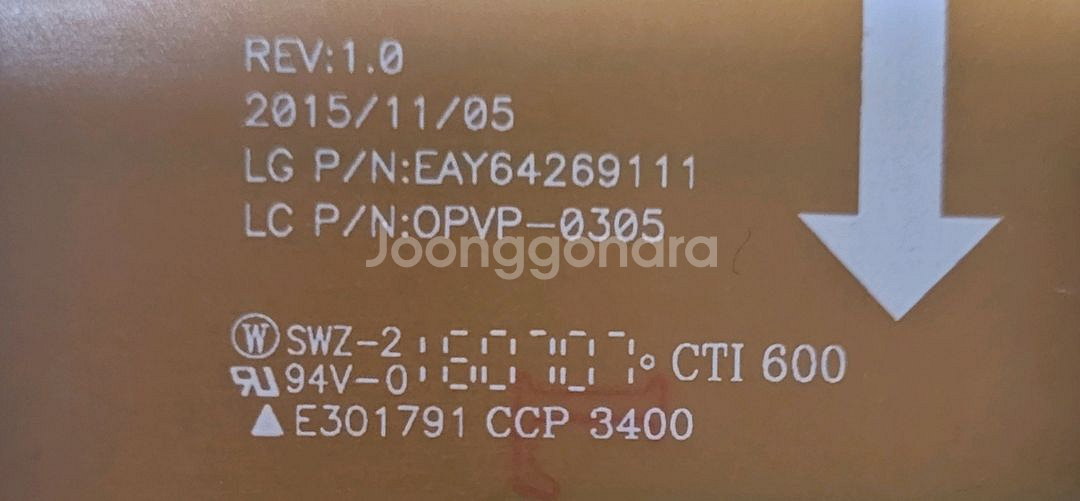 REV:1.0
2015/11/05
LG P/N:EAY64269111
LC P/N:OPVP-0305
Joonggonara
W SWZ-2
94V-0
CTI 600
E301791 CCP 3400